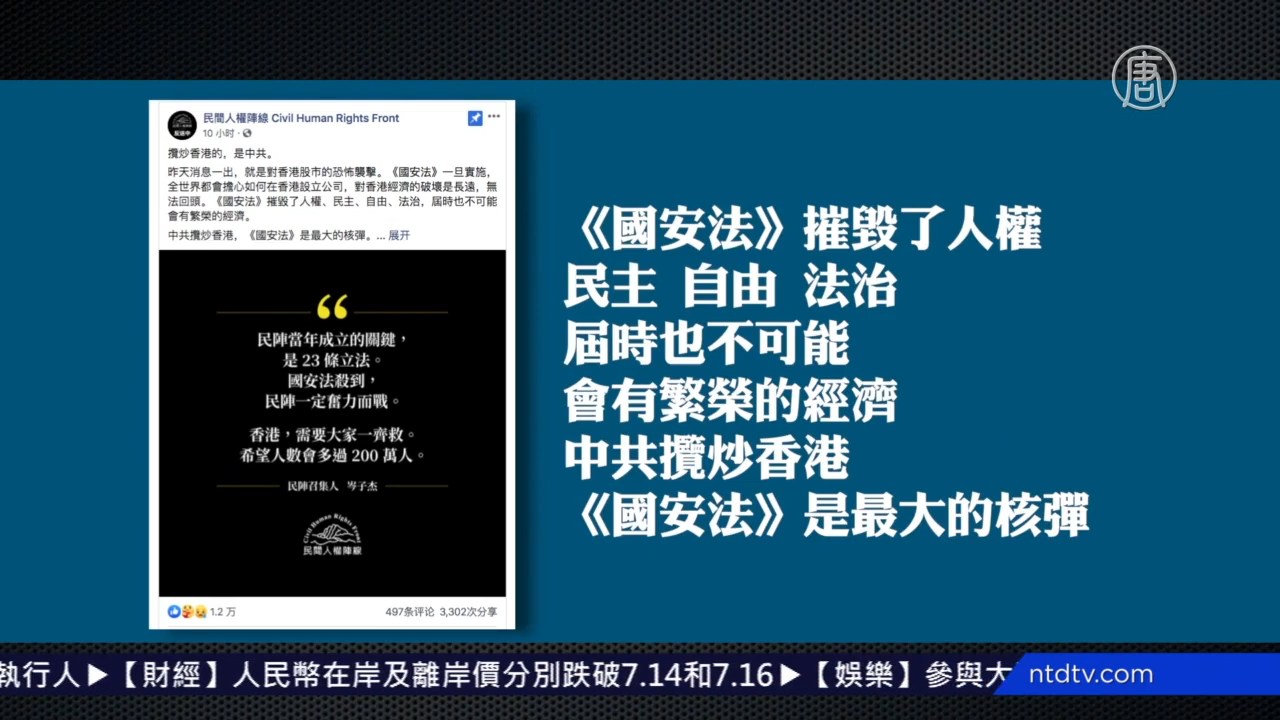 唐
民間人權陣線 Civil Human Rights Front
10 小时
攬炒香港的，是中共。
昨天消息一出，就是對香港股市的恐怖襲擊。《國安法》一旦實施，
全世界都會擔心如何在香港設立公司，對香港經濟的破壞是長遠，無
法回頭。《國安法》摧毀了人權、民主、自由、法治，屆時也不可能
會有繁榮的經濟。
中共攬炒香港，《國安法》是最大的核彈。... 展开
民陣當年成立的關鍵，
是 23 條立法。
國安法殺到，
民陣一定奮力而戰。
香港，需要大家一齊救。
希望人數會多過 200 萬人。
民陣召集人 岑子杰
Civil Human Rights Front
民間人權陣線
1.2 万
497条评论 3,302次分享
《國安法》摧毀了人權
民主 自由 法治
屆時也不可能
會有繁榮的經濟
中共攬炒香港
《國安法》是最大的核彈
執行人▶【財經】人民幣在岸及離岸價分別跌破7.14和7.16▶【娛樂】參與大
ntdtv.com